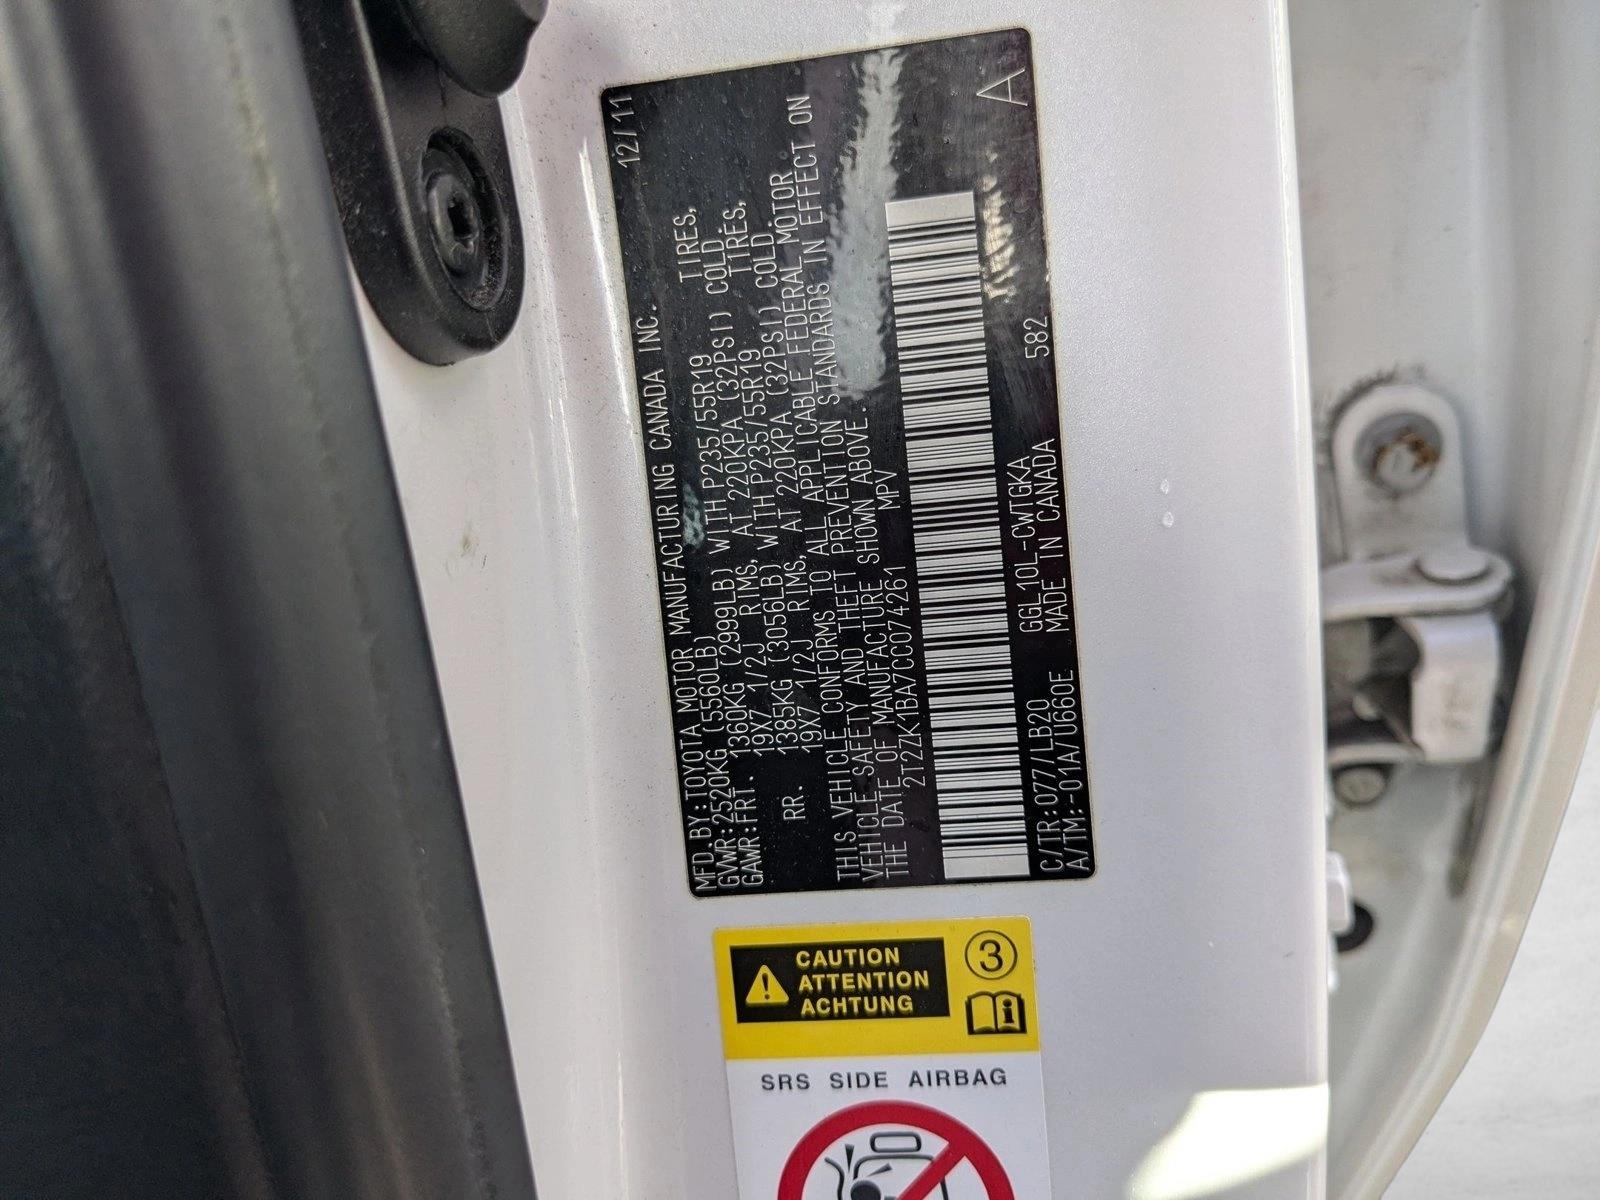 MFD.BY:TOYOTA MOTOR MANUFACTURING CANADA INC. 12/11
GVWR:2520KG (5560LB)
GAWR:FRT. 1360KG (2999LB) WITH P235/55R19 TIRES,
19X7 1/2J RIMS, AT 220KPA (32PSI) COLD
RR. 1385KG (3056LB) WITH P235/55R19 TIRES,
19X7 1/2J RIMS, AT 220KPA (32PSI) COLD
THIS VEHICLE CONFORMS TO ALL APPLICABLE FEDERAL MOTOR
VEHICLE SAFETY AND THEFT PREVENTION STANDARDS IN EFFECT ON
THE DATE OF MANUFACTURE SHOWN ABOVE.
2T2ZK1BA7CC074261 MPV
C/TR:077/LB20 GGL10L-CWTGKA
A/TM:-01A/U660E MADE IN CANADA 582
A
CAUTION
ATTENTION
ACHTUNG
3
i
SRS SIDE AIRBAG